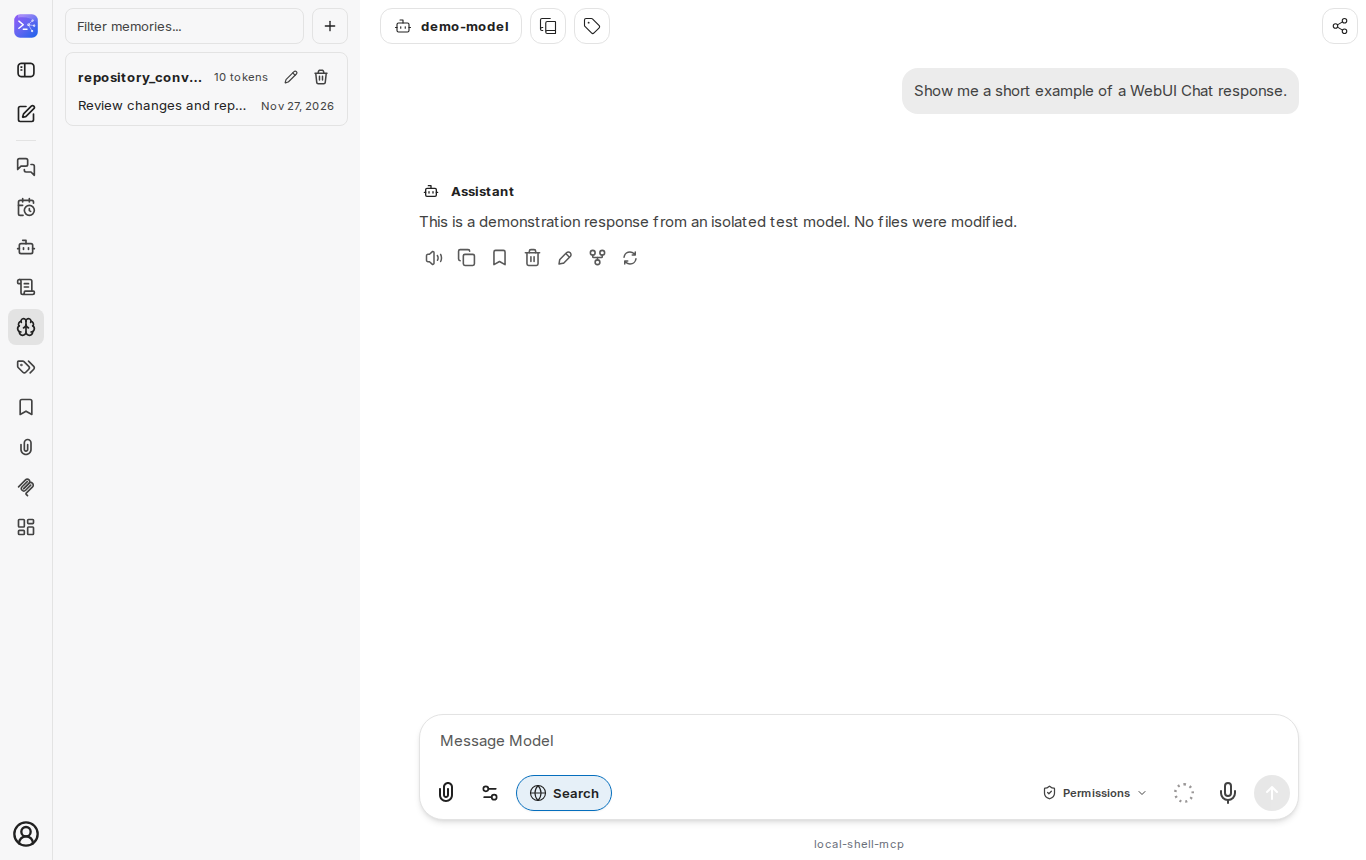 Filter memories...
repository_conv... 10 tokens
Review changes and rep... Nov 27, 2026
demo-model
Show me a short example of a WebUI Chat response.
Assistant
This is a demonstration response from an isolated test model. No files were modified.
Message Model
Search
Permissions
local-shell-mcp